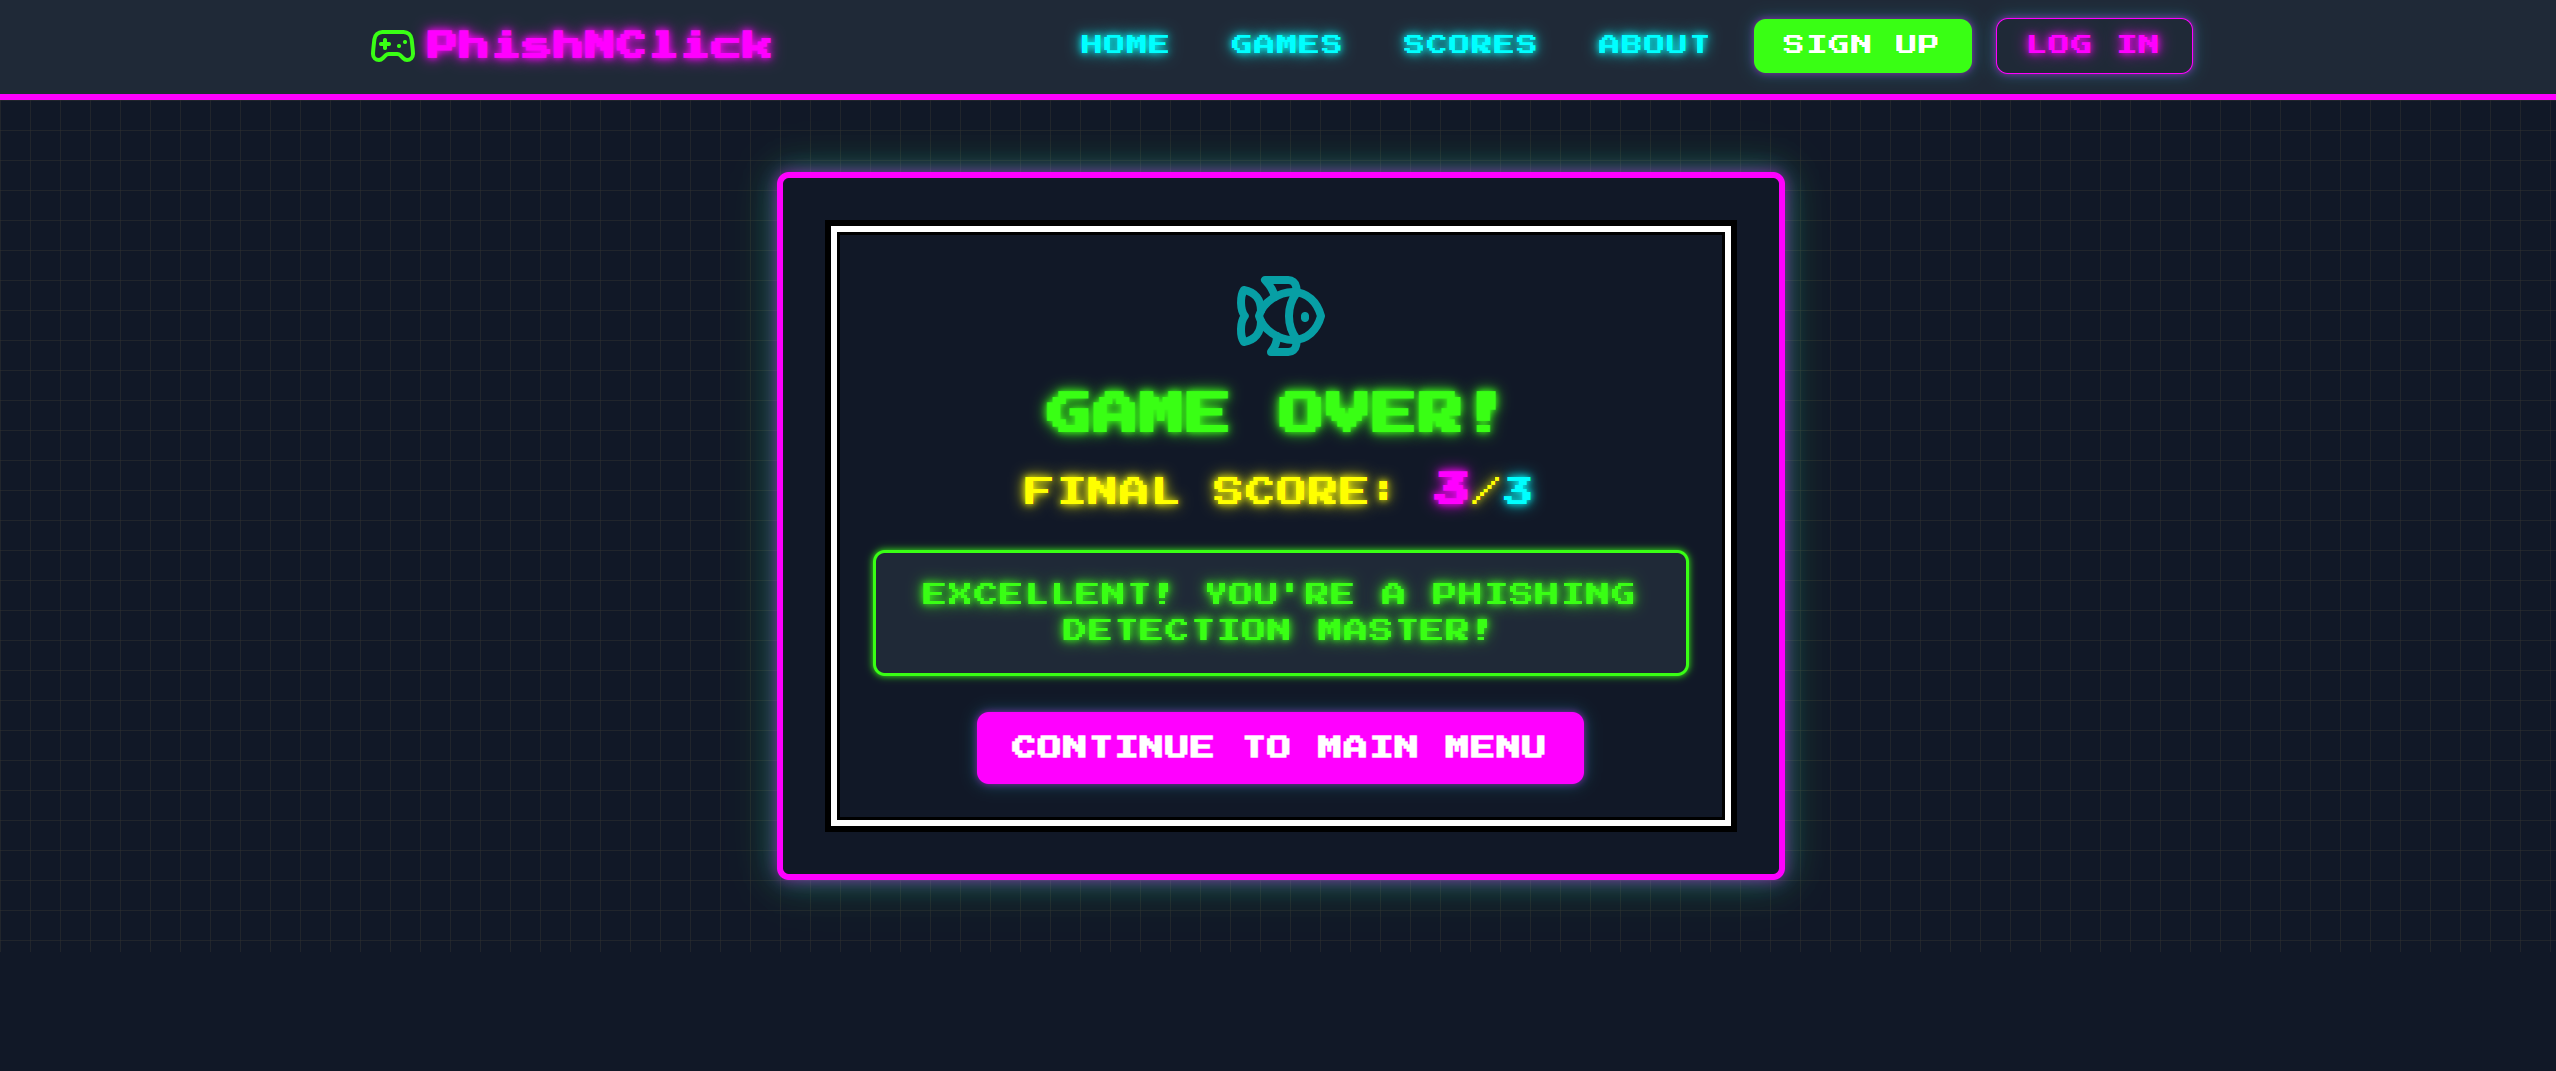 PhishNClick
HOME GAMES SCORES ABOUT SIGN UP LOG IN
GAME OVER!
FINAL SCORE: 3/3
EXCELLENT! YOU'RE A PHISHING
DETECTION MASTER!
CONTINUE TO MAIN MENU